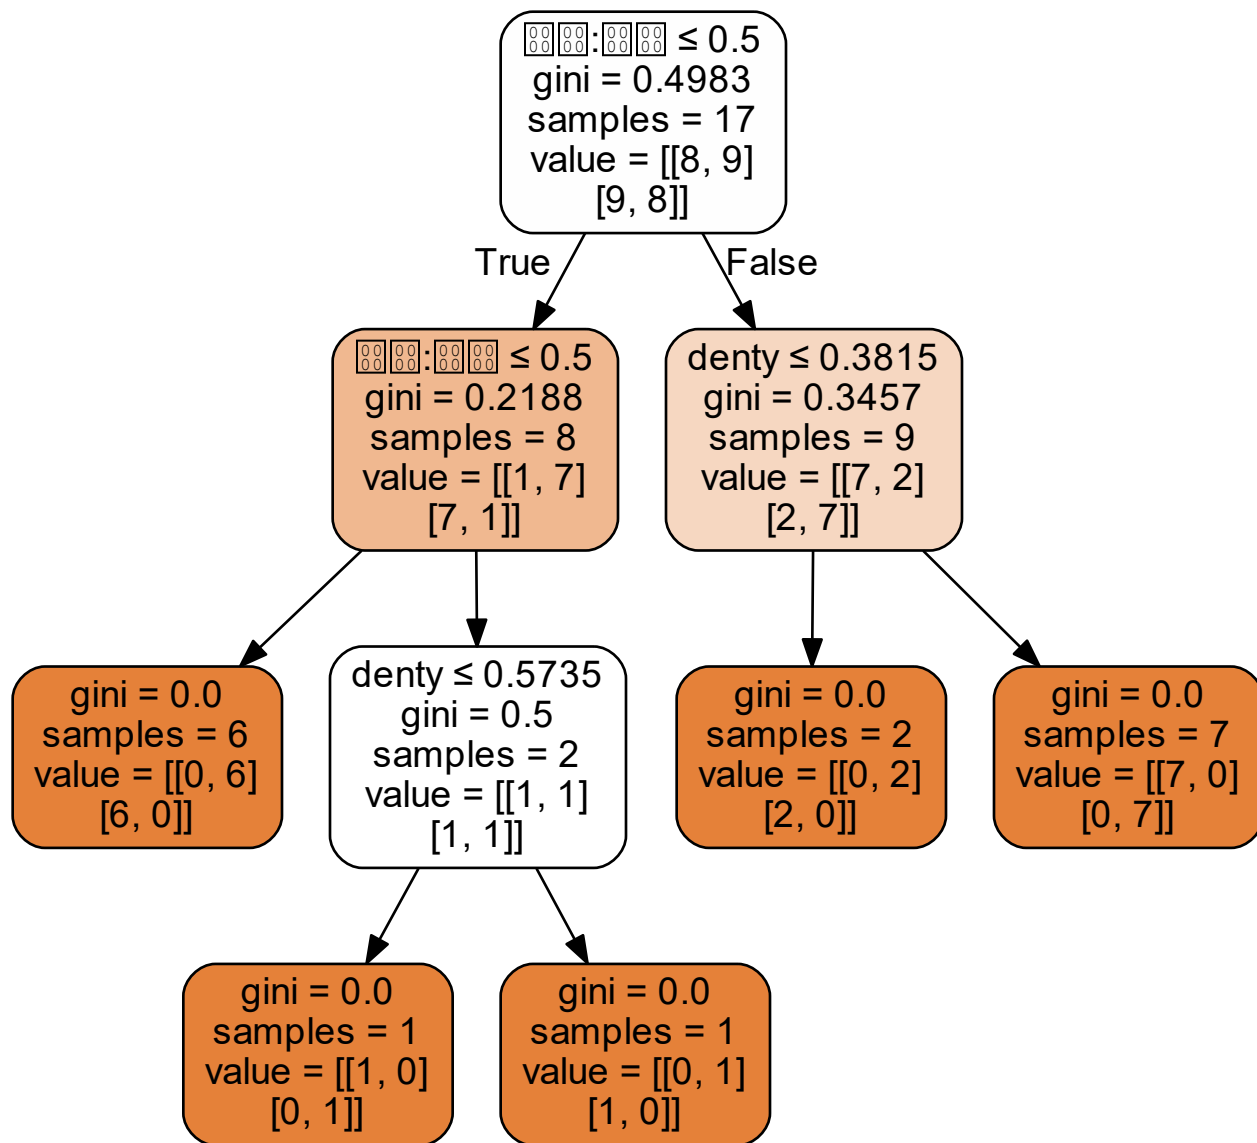 ≤ 0.5
gini = 0.4983
samples = 17
value = [[8, 9]
[9, 8]]
True
False
≤ 0.5
gini = 0.2188
samples = 8
value = [[1, 7]
[7, 1]]
denty ≤ 0.3815
gini = 0.3457
samples = 9
value = [[7, 2]
[2, 7]]
gini = 0.0
samples = 6
value = [[0, 6]
[6, 0]]
denty ≤ 0.5735
gini = 0.5
samples = 2
value = [[1, 1]
[1, 1]]
gini = 0.0
samples = 2
value = [[0, 2]
[2, 0]]
gini = 0.0
samples = 7
value = [[7, 0]
[0, 7]]
gini = 0.0
samples = 1
value = [[1, 0]
[0, 1]]
gini = 0.0
samples = 1
value = [[0, 1]
[1, 0]]